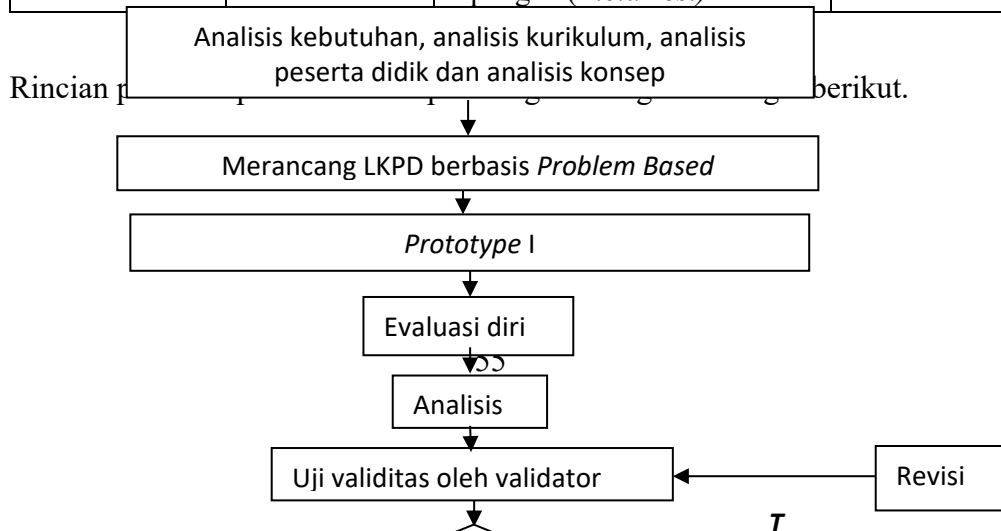 Analisis kebutuhan, analisis kurikulum, analisis
peserta didik dan analisis konsep
Rincian berikut.
Merancang LKPD berbasis Problem Based
Prototype I
Evaluasi diri
55
Analisis
Uji validitas oleh validator
Revisi
T